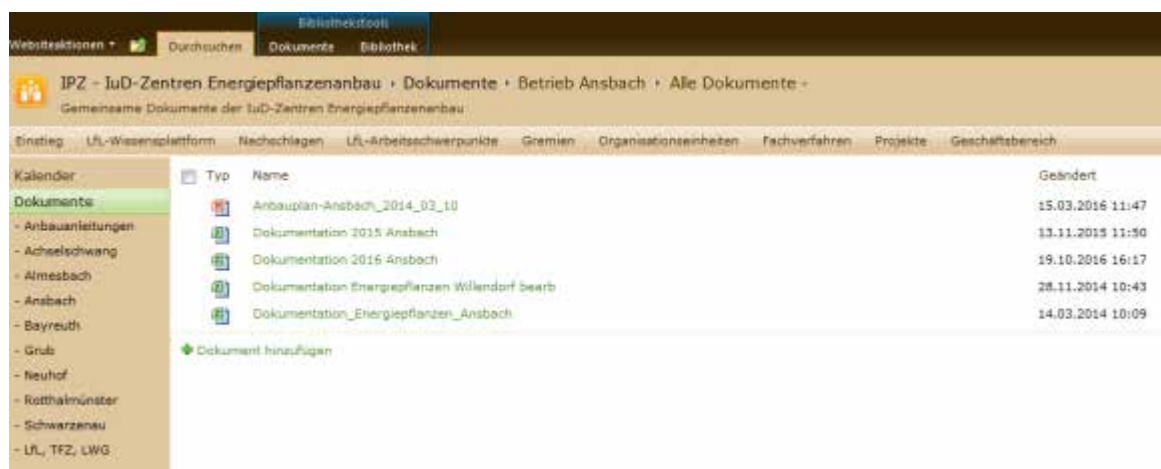 Bibliothekstools
Websiteaktionen Durchsuchen Dokumente Bibliothek
IPZ - IuD-Zentren Energiepflanzenanbau › Dokumente › Betrieb Ansbach › Alle Dokumente
Gemeinsame Dokumente der IuD-Zentren Energiepflanzenanbau
Einstieg LfL-Wissensplattform Nachschlagen LfL-Arbeitsschwerpunkte Gremien Organisationseinheiten Fachverfahren Projekte Geschäftsbereich
Kalender
Dokumente
- Anbauanleitungen
- Achselschwang
- Almesbach
- Ansbach
- Bayreuth
- Grub
- Neuhof
- Rotthalmünster
- Schwarzenau
- LfL, TFZ, LWG
Typ Name Geändert
Anbauplan-Ansbach_2014_03_10 15.03.2016 11:47
Dokumentation 2015 Ansbach 13.11.2015 11:50
Dokumentation 2016 Ansbach 19.10.2016 16:17
Dokumentation Energiepflanzen Willendorf bearb 28.11.2014 10:43
Dokumentation_Energiepflanzen_Ansbach 14.03.2014 10:09
Dokument hinzufügen